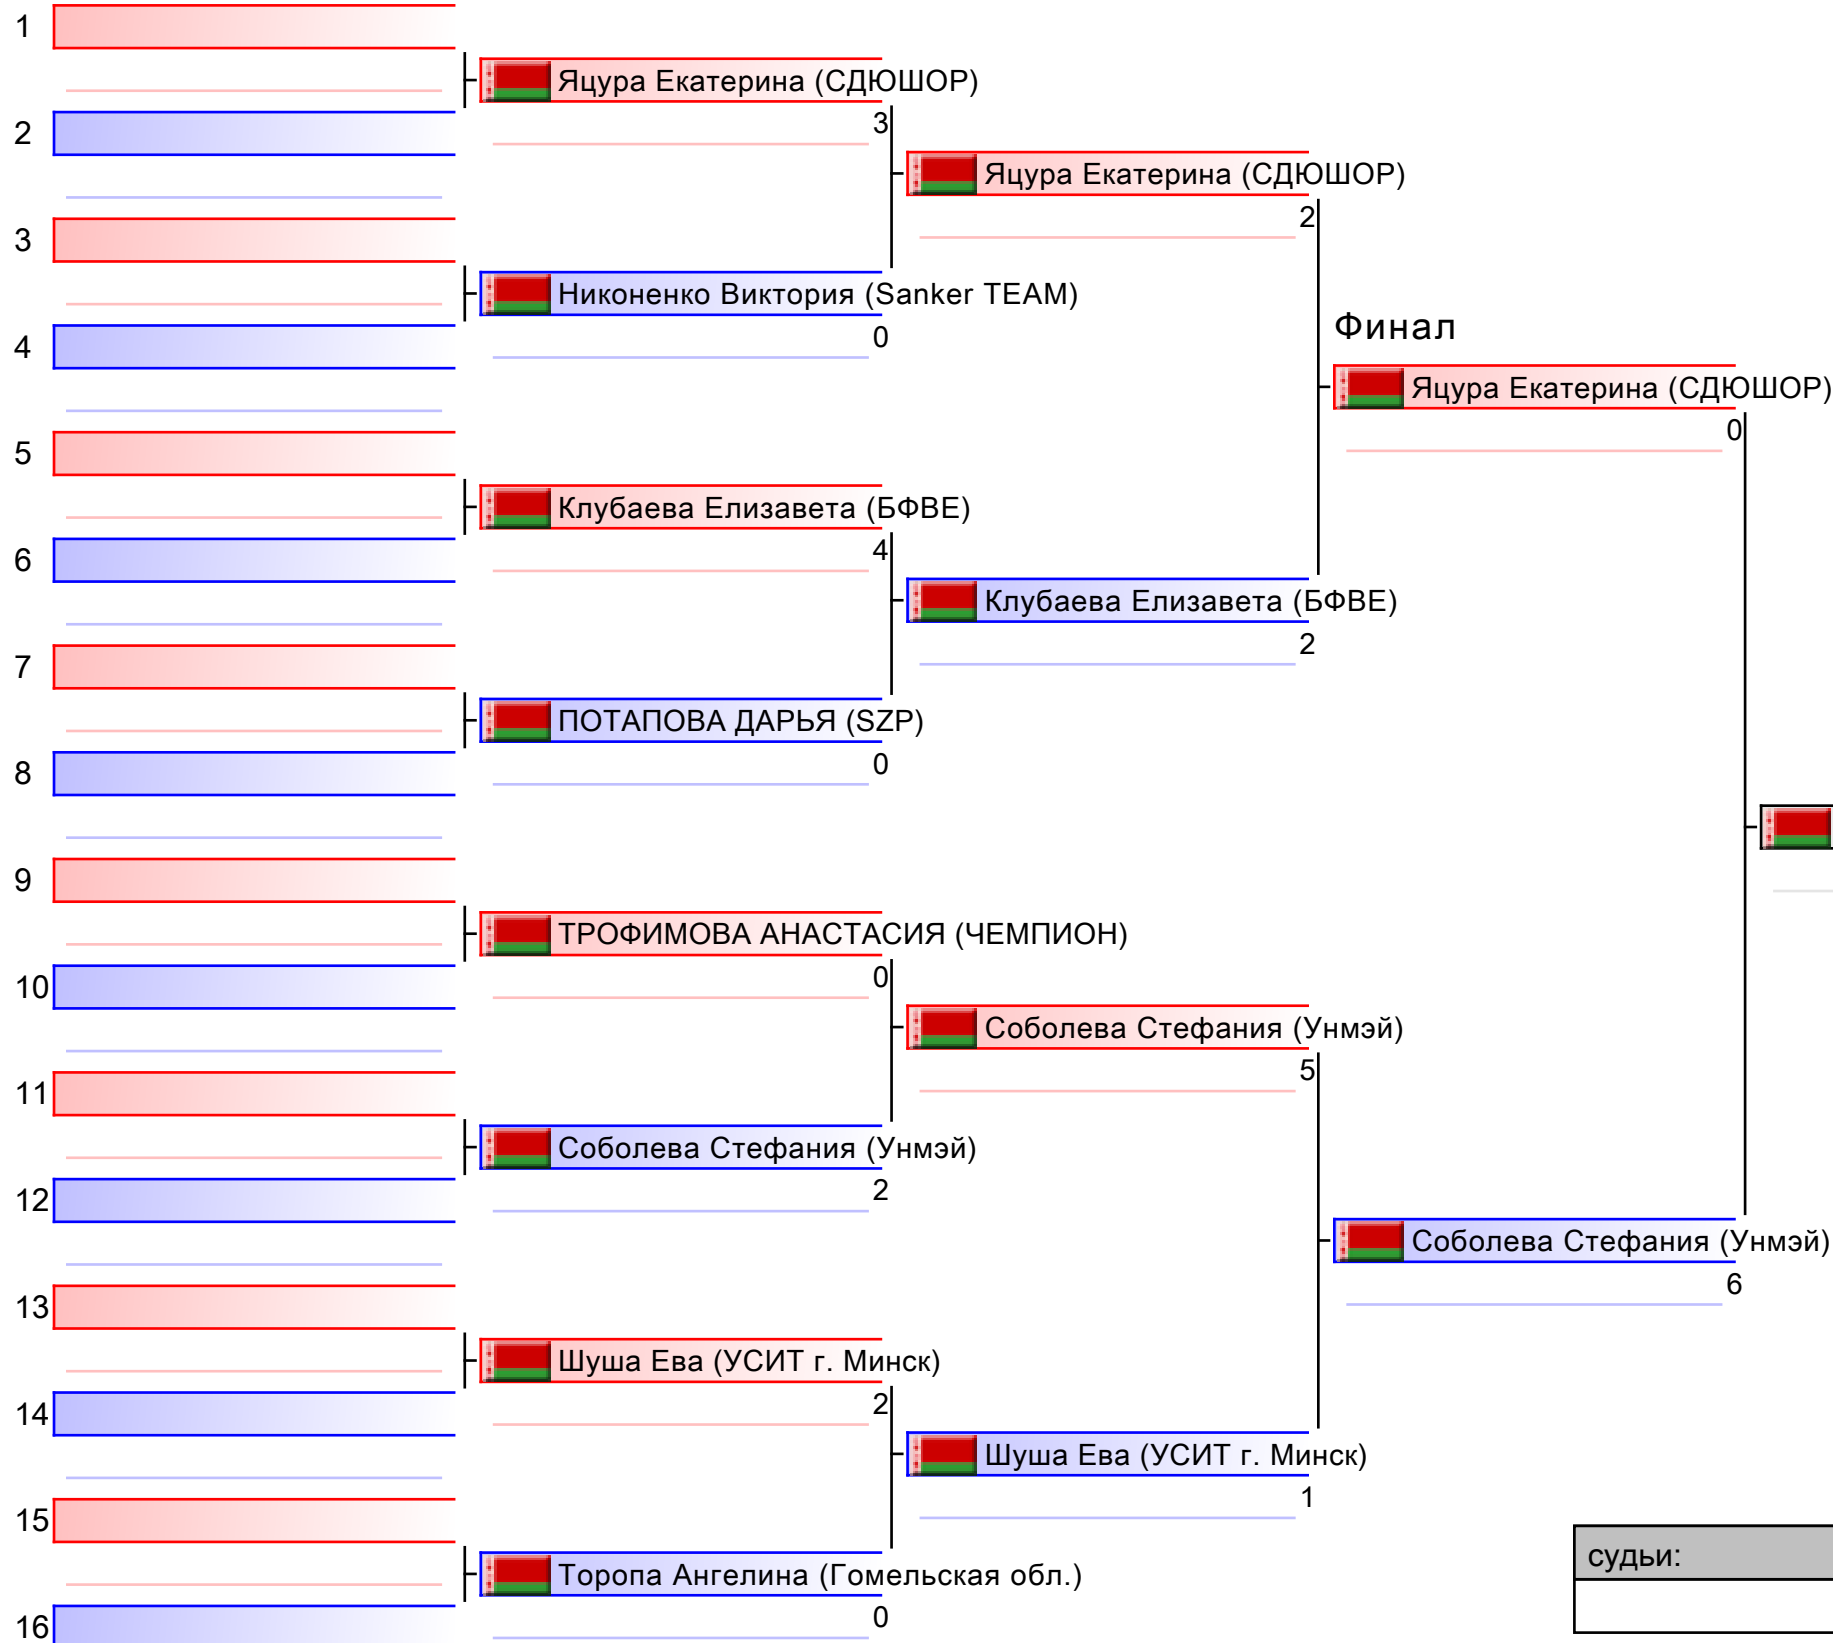 1
Яцура Екатерина (СДЮШОР)
3
2
Яцура Екатерина (СДЮШОР)
2
3
Никоненко Виктория (Sanker TEAM)
0
4
Финал
Яцура Екатерина (СДЮШОР)
0
5
Клубаева Елизавета (БФВЕ)
4
6
Клубаева Елизавета (БФВЕ)
2
7
ПОТАПОВА ДАРЬЯ (SZP)
0
8
9
ТРОФИМОВА АНАСТАСИЯ (ЧЕМПИОН)
0
10
Соболева Стефания (Унмэй)
5
11
Соболева Стефания (Унмэй)
2
12
Соболева Стефания (Унмэй)
6
13
Шуша Ева (УСИТ г. Минск)
2
14
Шуша Ева (УСИТ г. Минск)
1
15
Торопа Ангелина (Гомельская обл.)
0
16
судьи: